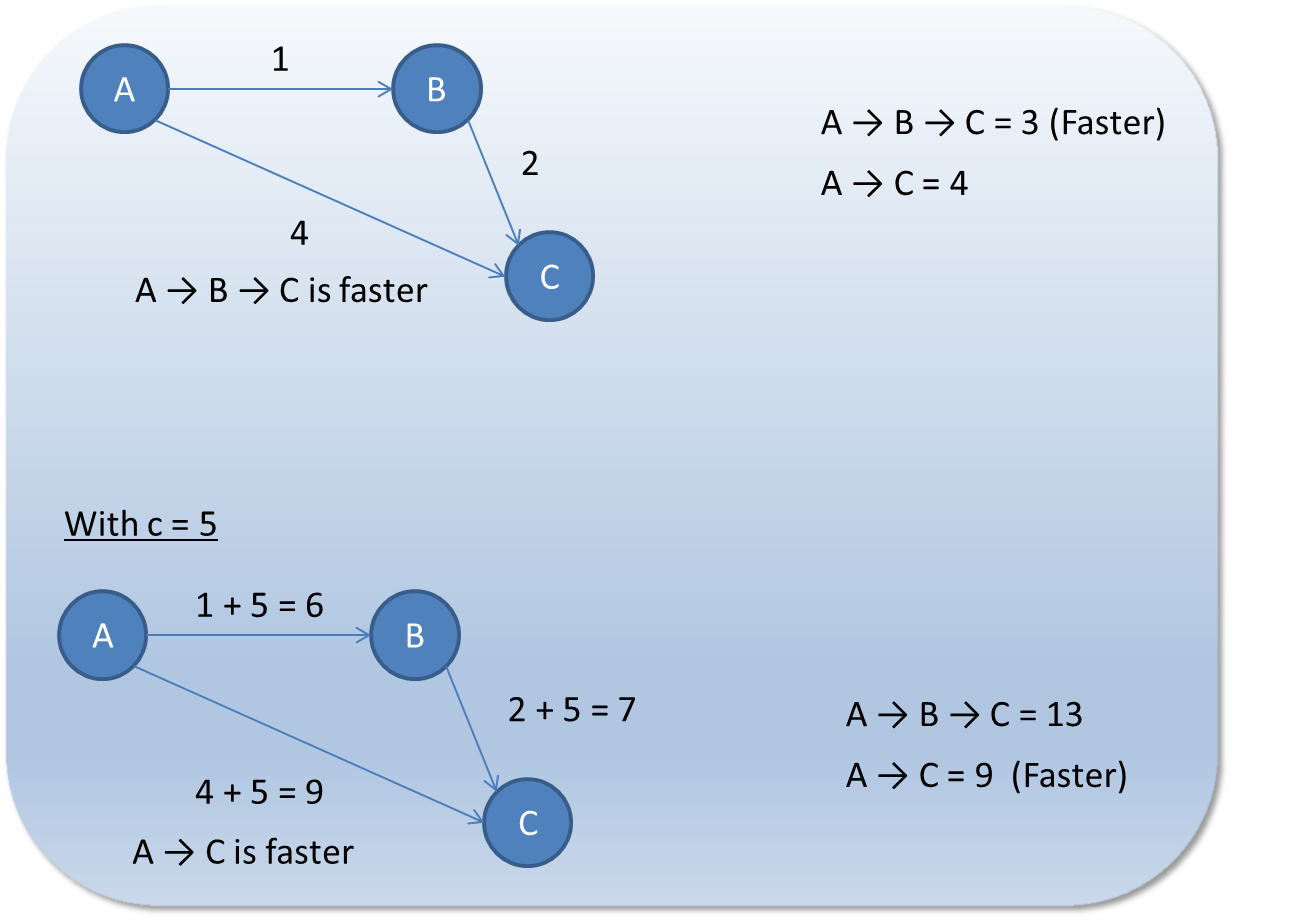 A
1
B
A → B → C = 3 (Faster)
2
A → C = 4
4
C
A → B → C is faster
With c = 5
1 + 5 = 6
A
B
2 + 5 = 7
A → B → C = 13
A → C = 9 (Faster)
4 + 5 = 9
C
A → C is faster